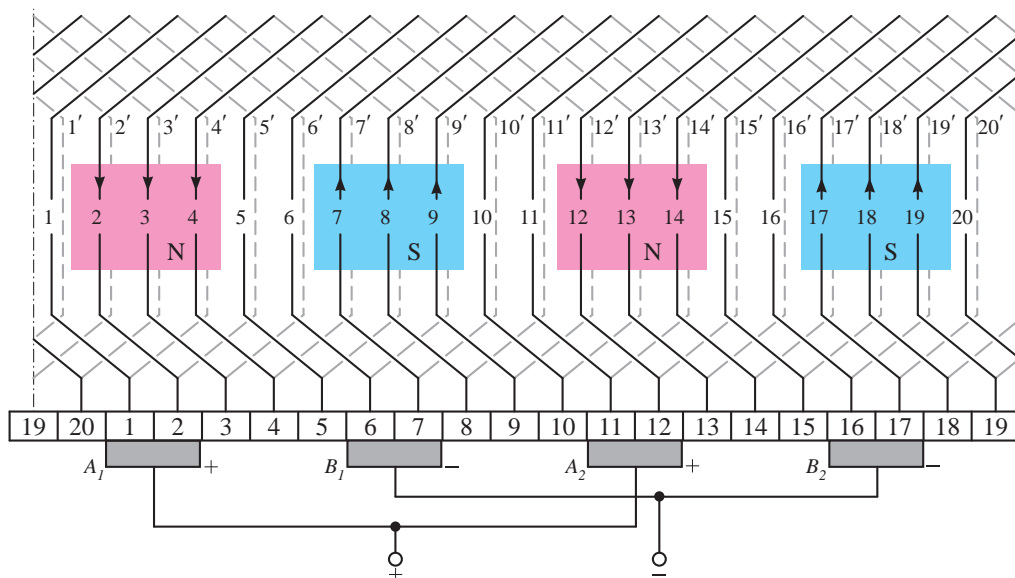 1′ 2′ 3′ 4′ 5′ 6′ 7′ 8′ 9′ 10′ 11′ 12′ 13′ 14′ 15′ 16′ 17′ 18′ 19′ 20′
1 2 3 4 5 6 7 8 9 10 11 12 13 14 15 16 17 18 19 20
N S N S
19 20 1 2 3 4 5 6 7 8 9 10 11 12 13 14 15 16 17 18 19
A1 + B1 − A2 + B2 −
+ −